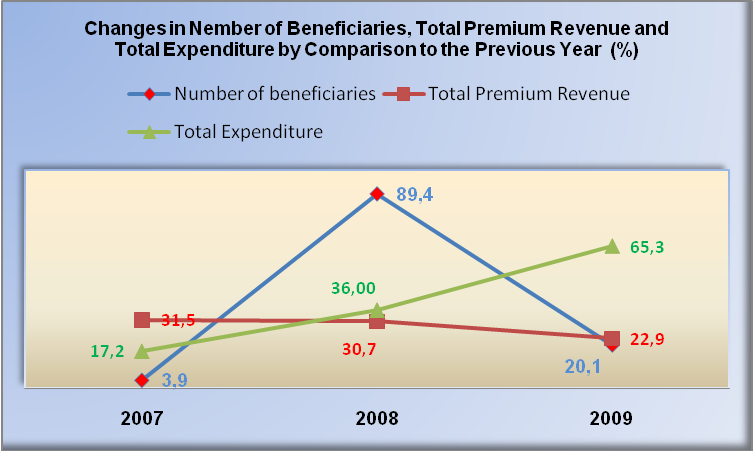 Changes in Nember of Beneficiaries, Total Premium Revenue and
Total Expenditure by Comparison to the Previous Year (%)
Number of beneficiaries
Total Premium Revenue
Total Expenditure
89,4
65,3
36,00
31,5
30,7
22,9
17,2
20,1
3,9
2007
2008
2009